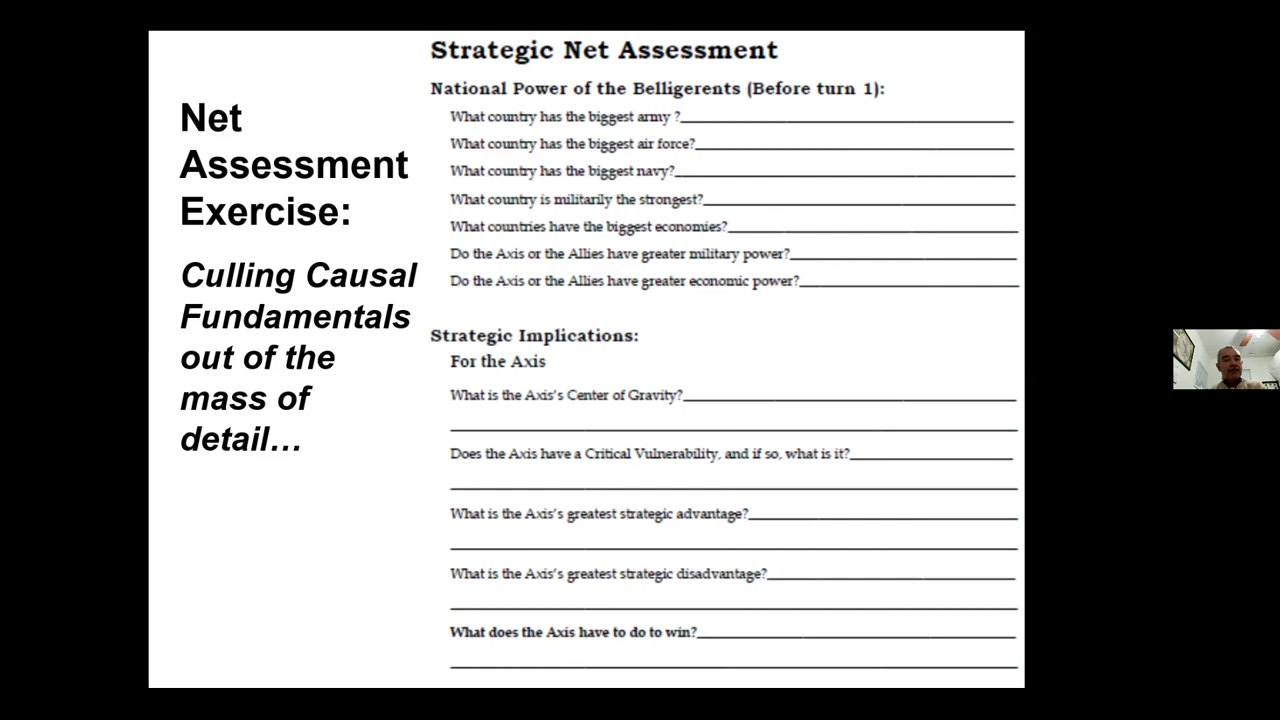 Net
Assessment
Exercise:
Culling Causal
Fundamentals
out of the
mass of
detail…
Strategic Net Assessment
National Power of the Belligerents (Before turn 1):
What country has the biggest army ?
What country has the biggest air force?
What country has the biggest navy?
What country is militarily the strongest?
What countries have the biggest economies?
Do the Axis or the Allies have greater military power?
Do the Axis or the Allies have greater economic power?
Strategic Implications:
For the Axis
What is the Axis's Center of Gravity?
Does the Axis have a Critical Vulnerability, and if so, what is it?
What is the Axis's greatest strategic advantage?
What is the Axis's greatest strategic disadvantage?
What does the Axis have to do to win?